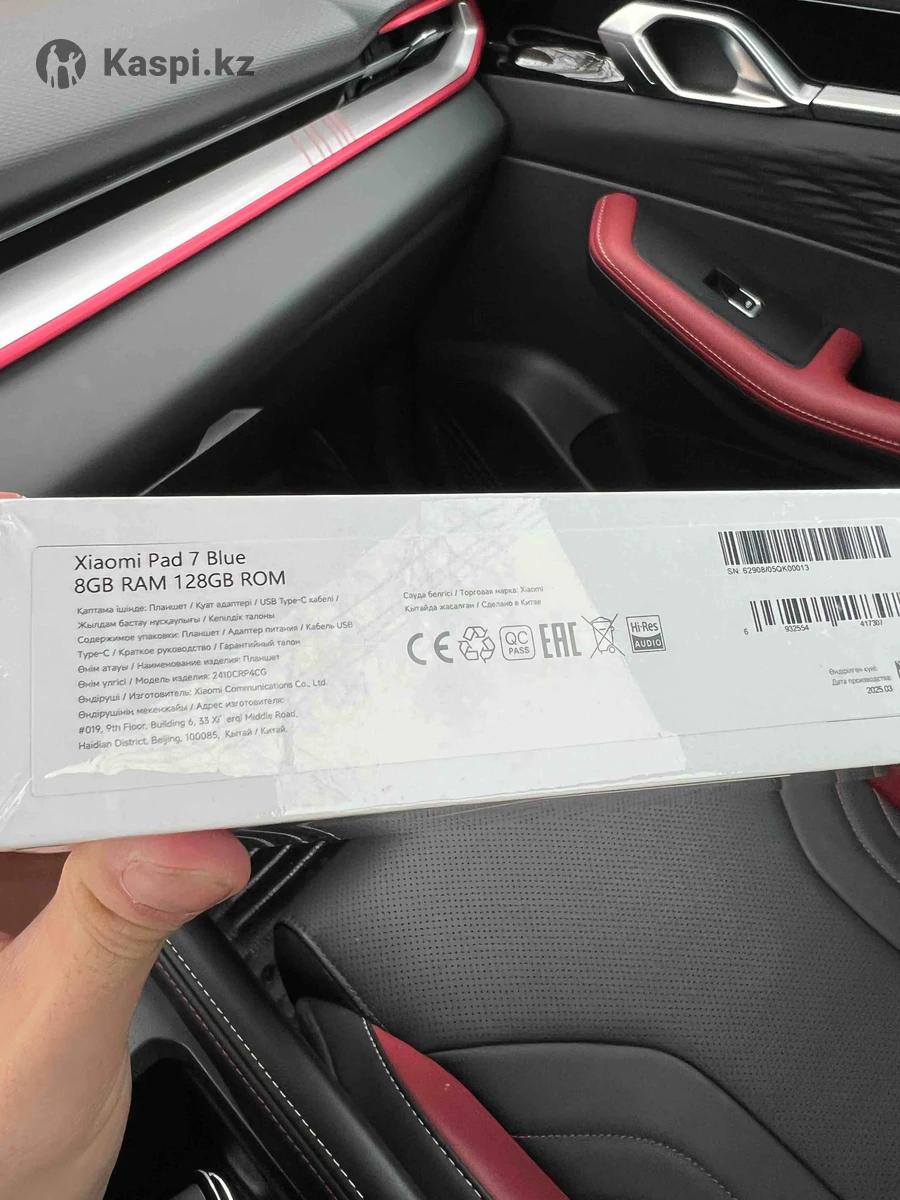 Kaspi.kz
Xiaomi Pad 7 Blue
8GB RAM 128GB ROM
Қаптама ішінде: Планшет / Қуат адаптері / USB Type-C кабелі /
Жылдам бастау нұсқаулығы / Кепілдік талоны
Содержимое упаковки: Планшет / Адаптер питания / Кабель USB
Type-C / Краткое руководство / Гарантийный талон
Өнім атауы / Наименование изделия: Планшет
Өнім үлгісі / Модель изделия: 2410CRP4CG
Өндіруші / Изготовитель: Xiaomi Communications Co., Ltd.
Өндірушінің мекенжайы / Адрес изготовителя:
#019, 9th Floor, Building 6, 33 Xi' erqi Middle Road,
Haidian District, Beijing, 100085, Қытай / Китай.
Сауда белгісі / Торговая марка: Xiaomi
Қытайда жасалған / Сделано в Китае
CE
QC
PASS
EAC
Hi-Res
AUDIO
SN: 62908/05QK00013
6 932554 417307
Өндірілген күні:
Дата производства:
2025.03